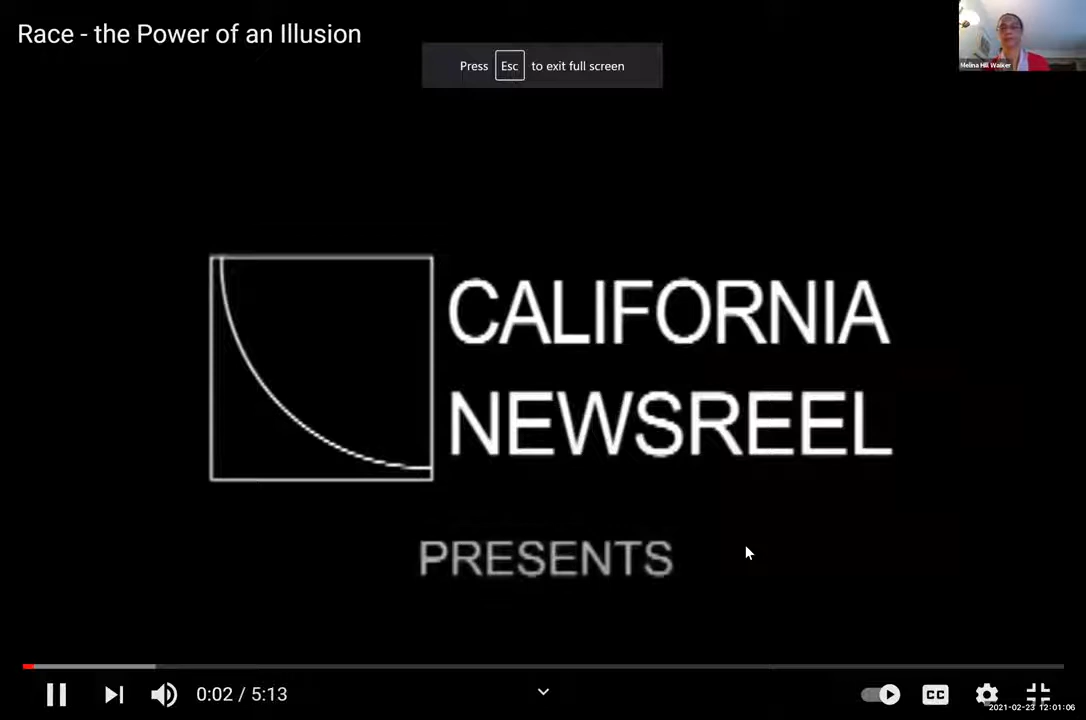 Race - the Power of an Illusion
Press Esc to exit full screen
Melina Hill Walker
CALIFORNIA
NEWSREEL
PRESENTS
0:02 / 5:13
CC
2021-02-23 12:01:06